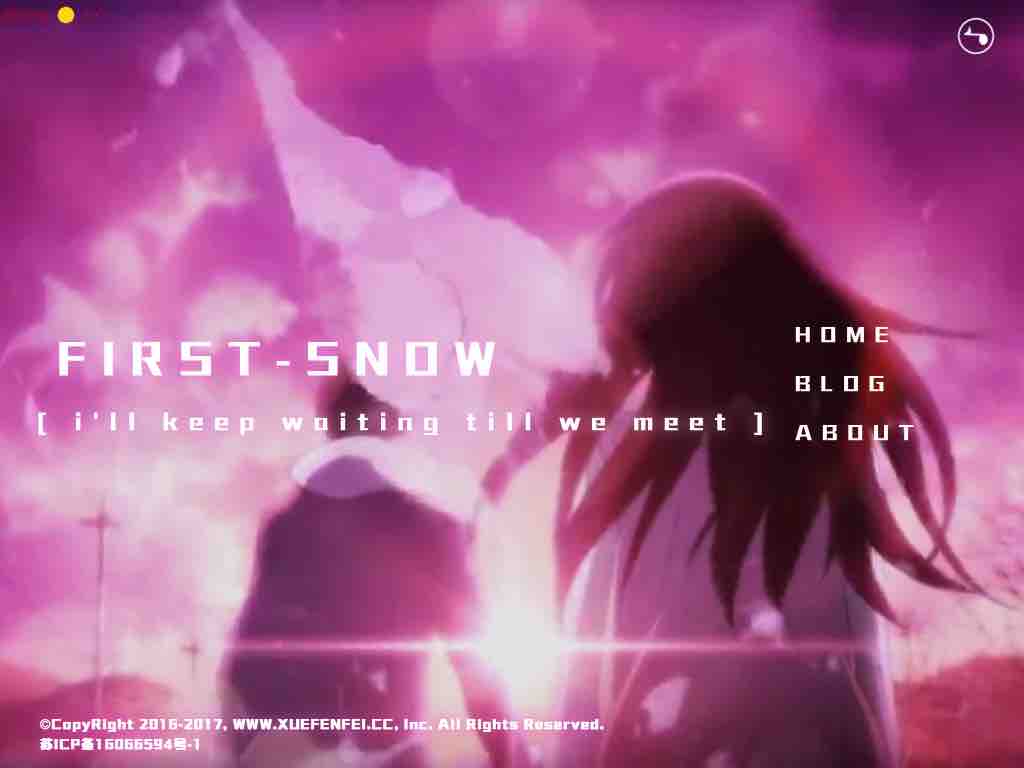 FIRST-SNOW
[ i'll keep waiting till we meet ]
HOME
BLOG
ABOUT
©CopyRight 2016-2017, WWW.XUEFENFEI.CC, Inc. All Rights Reserved.
苏ICP备16066594号-1